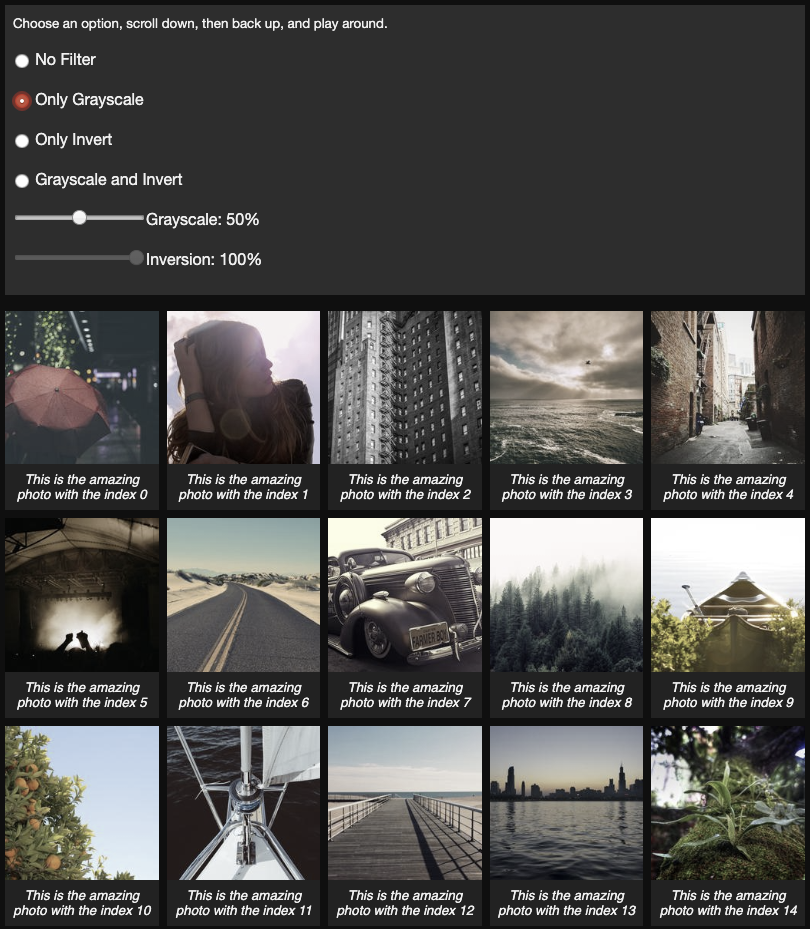 Choose an option, scroll down, then back up, and play around.
No Filter
Only Grayscale
Only Invert
Grayscale and Invert
Grayscale: 50%
Inversion: 100%
This is the amazing
photo with the index 0
This is the amazing
photo with the index 1
This is the amazing
photo with the index 2
This is the amazing
photo with the index 3
This is the amazing
photo with the index 4
FARMER BOY
This is the amazing
photo with the index 5
This is the amazing
photo with the index 6
This is the amazing
photo with the index 7
This is the amazing
photo with the index 8
This is the amazing
photo with the index 9
This is the amazing
photo with the index 10
This is the amazing
photo with the index 11
This is the amazing
photo with the index 12
This is the amazing
photo with the index 13
This is the amazing
photo with the index 14